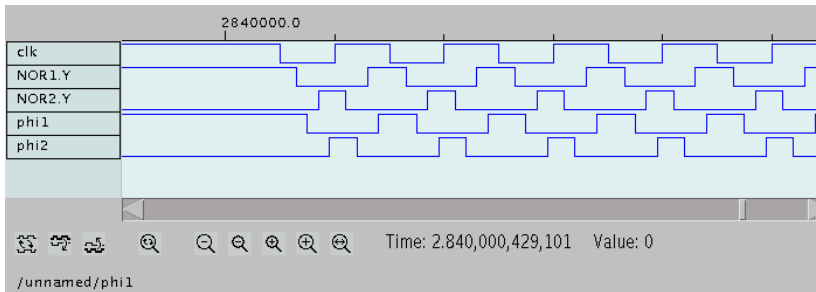 2840000.0
clk
NOR1.Y
NOR2.Y
phi1
phi2
Time: 2.840,000,429,101 Value: 0
/unnamed/phi1